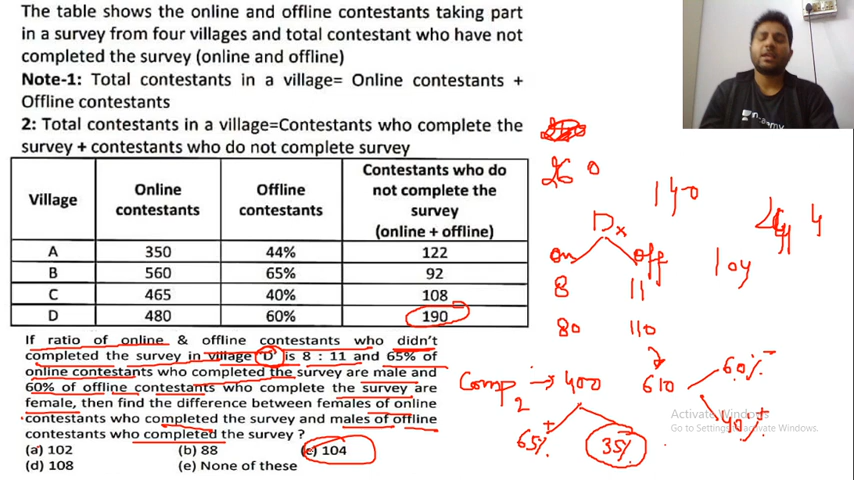 The table shows the online and offline contestants taking part
in a survey from four villages and total contestant who have not
completed the survey (online and offline)
Note-1: Total contestants in a village= Online contestants +
Offline contestants
2: Total contestants in a village=Contestants who complete the
survey + contestants who do not complete survey
Village | Online contestants | Offline contestants | Contestants who do not complete the survey (online + offline)
A 350 44% 122
B 560 65% 92
C 465 40% 108
D 480 60% 190
If ratio of online & offline contestants who didn't
completed the survey in village 'D' is 8 : 11 and 65% of
online contestants who completed the survey are male and
60% of offline contestants who complete the survey are
female, then find the difference between females of online
contestants who completed the survey and males of offline
contestants who completed the survey ?
(a) 102 (b) 88 (c) 104
(d) 108 (e) None of these
260
140
244
104
Dx
on off
8 11
80 110
Comp → 400 610 60%-
65%+ 35% 40%+
Activate Windows
Go to Settings to activate Windows.